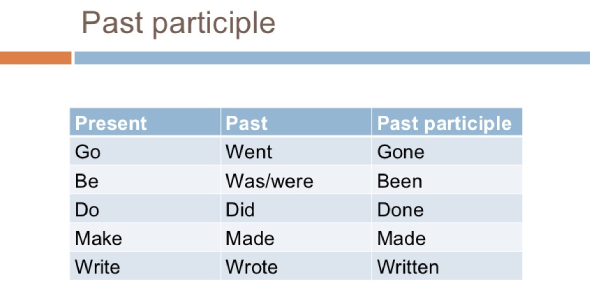 Past participle
Present Past Past participle
Go Went Gone
Be Was/were Been
Do Did Done
Make Made Made
Write Wrote Written